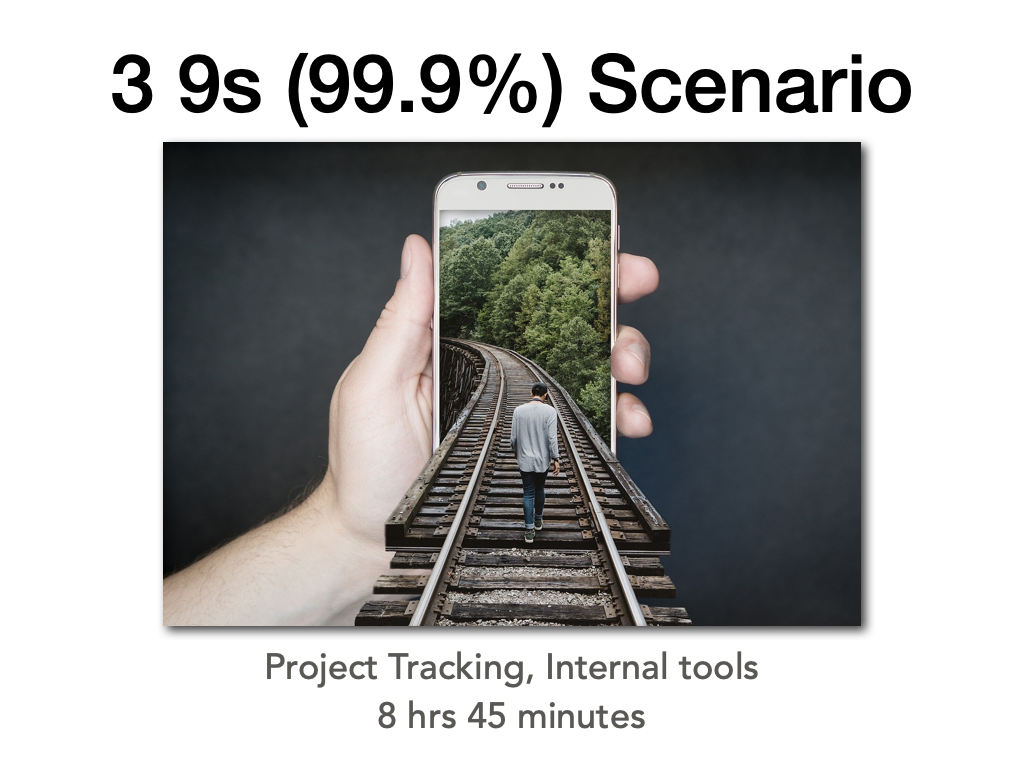 3 9s (99.9%) Scenario
Project Tracking, Internal tools
8 hrs 45 minutes